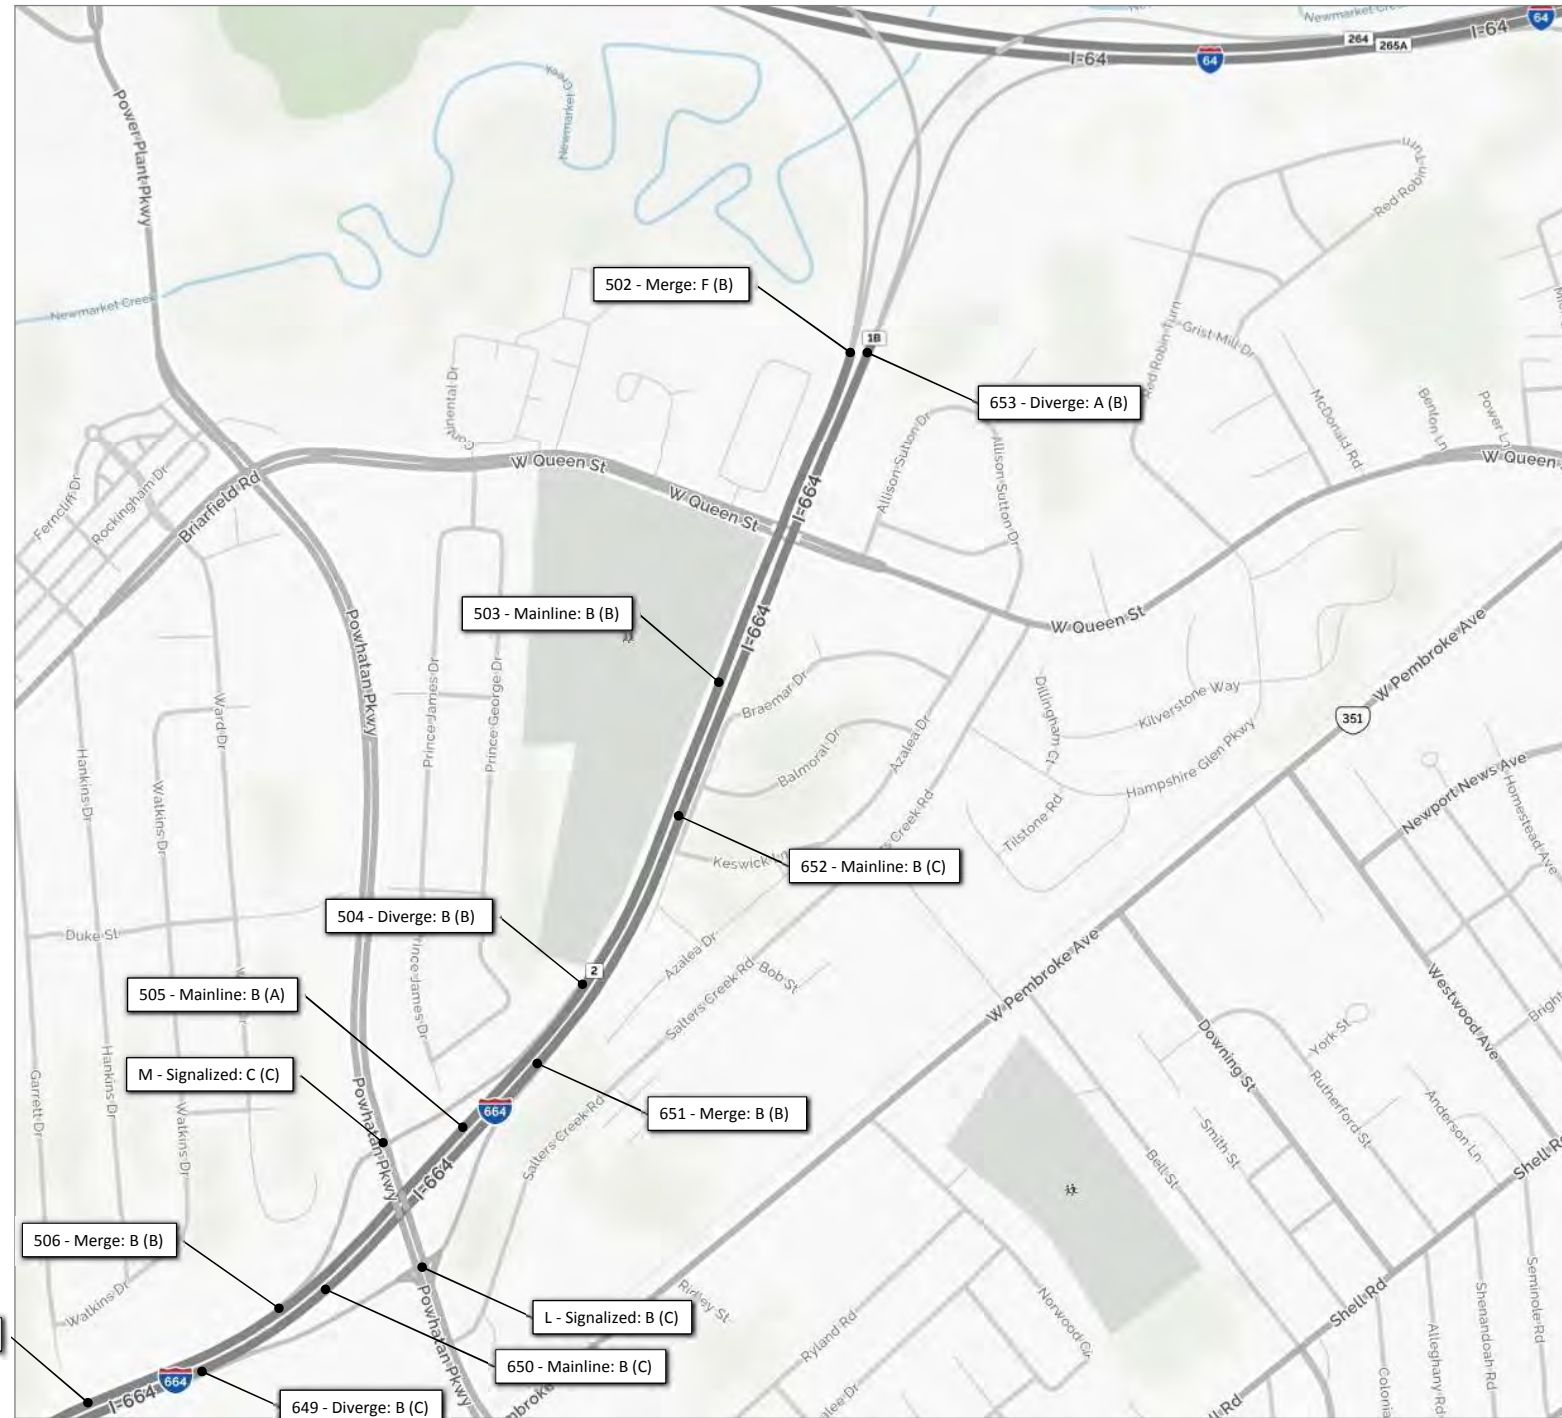 Newmarket Creek
64
I-64
264
265A
I-64
64
Power Plant Pkwy
Newmarket Creek
Red Robin Turn
Newmarket Creek
502 - Merge: F (B)
1B
653 - Diverge: A (B)
Red Robin Turn
Grist Mill Dr
McDonald Rd
Benlon Ln
Continental Dr
Allison Sutton Dr
Allison Sutton Dr
W Queen St
W Queen St
W Queen
Ferncliff Dr
Rockingham Dr
Briarfield Rd
I-664
503 - Mainline: B (B)
I-664
W Queen St
W Pembroke Ave
351
Powhatan Pkwy
Prince James Dr
Prince George Dr
Ward Dr
Hankins Dr
Watkins Dr
Braemar Dr
Balmoral Dr
Azalea Dr
Dillingham Ct
Kilverstone Way
Hampshire Glen Pkwy
Tilstone Rd
Newport News Ave
Homestead Ave
Keswick Ln
652 - Mainline: B (C)
504 - Diverge: B (B)
Duke St
Prince James Dr
2
Azalea Dr
Salters Creek Rd
Bob St
W Pembroke Ave
505 - Mainline: B (A)
M - Signalized: C (C)
664
651 - Merge: B (B)
Westwood Ave
Downing St
York St
Rutherford St
Anderson Ln
Smith St
Bell St
Shell Rd
Garrett Dr
Hankins Dr
Watkins Dr
Powhatan Pkwy
I-664
Salters Creek Rd
506 - Merge: B (B)
Watkins Dr
L - Signalized: B (C)
650 - Mainline: B (C)
649 - Diverge: B (C)
664
I-664
Powhatan Pkwy
Ridley St
Ryland Rd
Norwood Cir
Shell Rd
Alleghany Rd
Shenandoah Rd
Seminole Rd